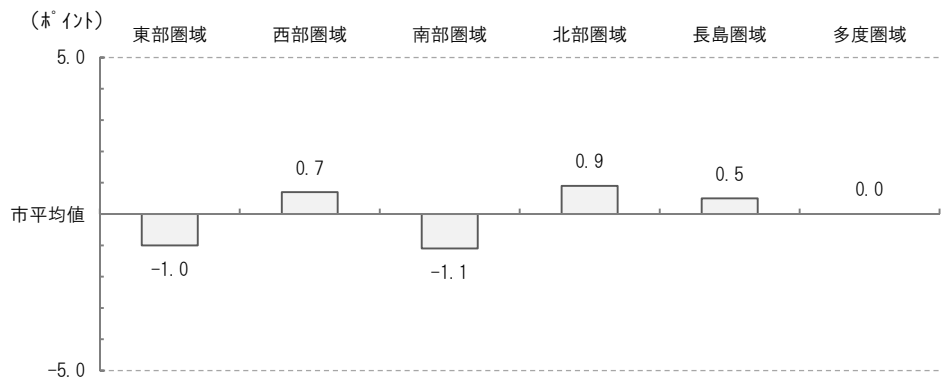 (ﾎﾟｲﾝﾄ)
東部圏域 西部圏域 南部圏域 北部圏域 長島圏域 多度圏域
5.0
0.7 0.9 0.5 0.0
市平均値
-1.0 -1.1
-5.0